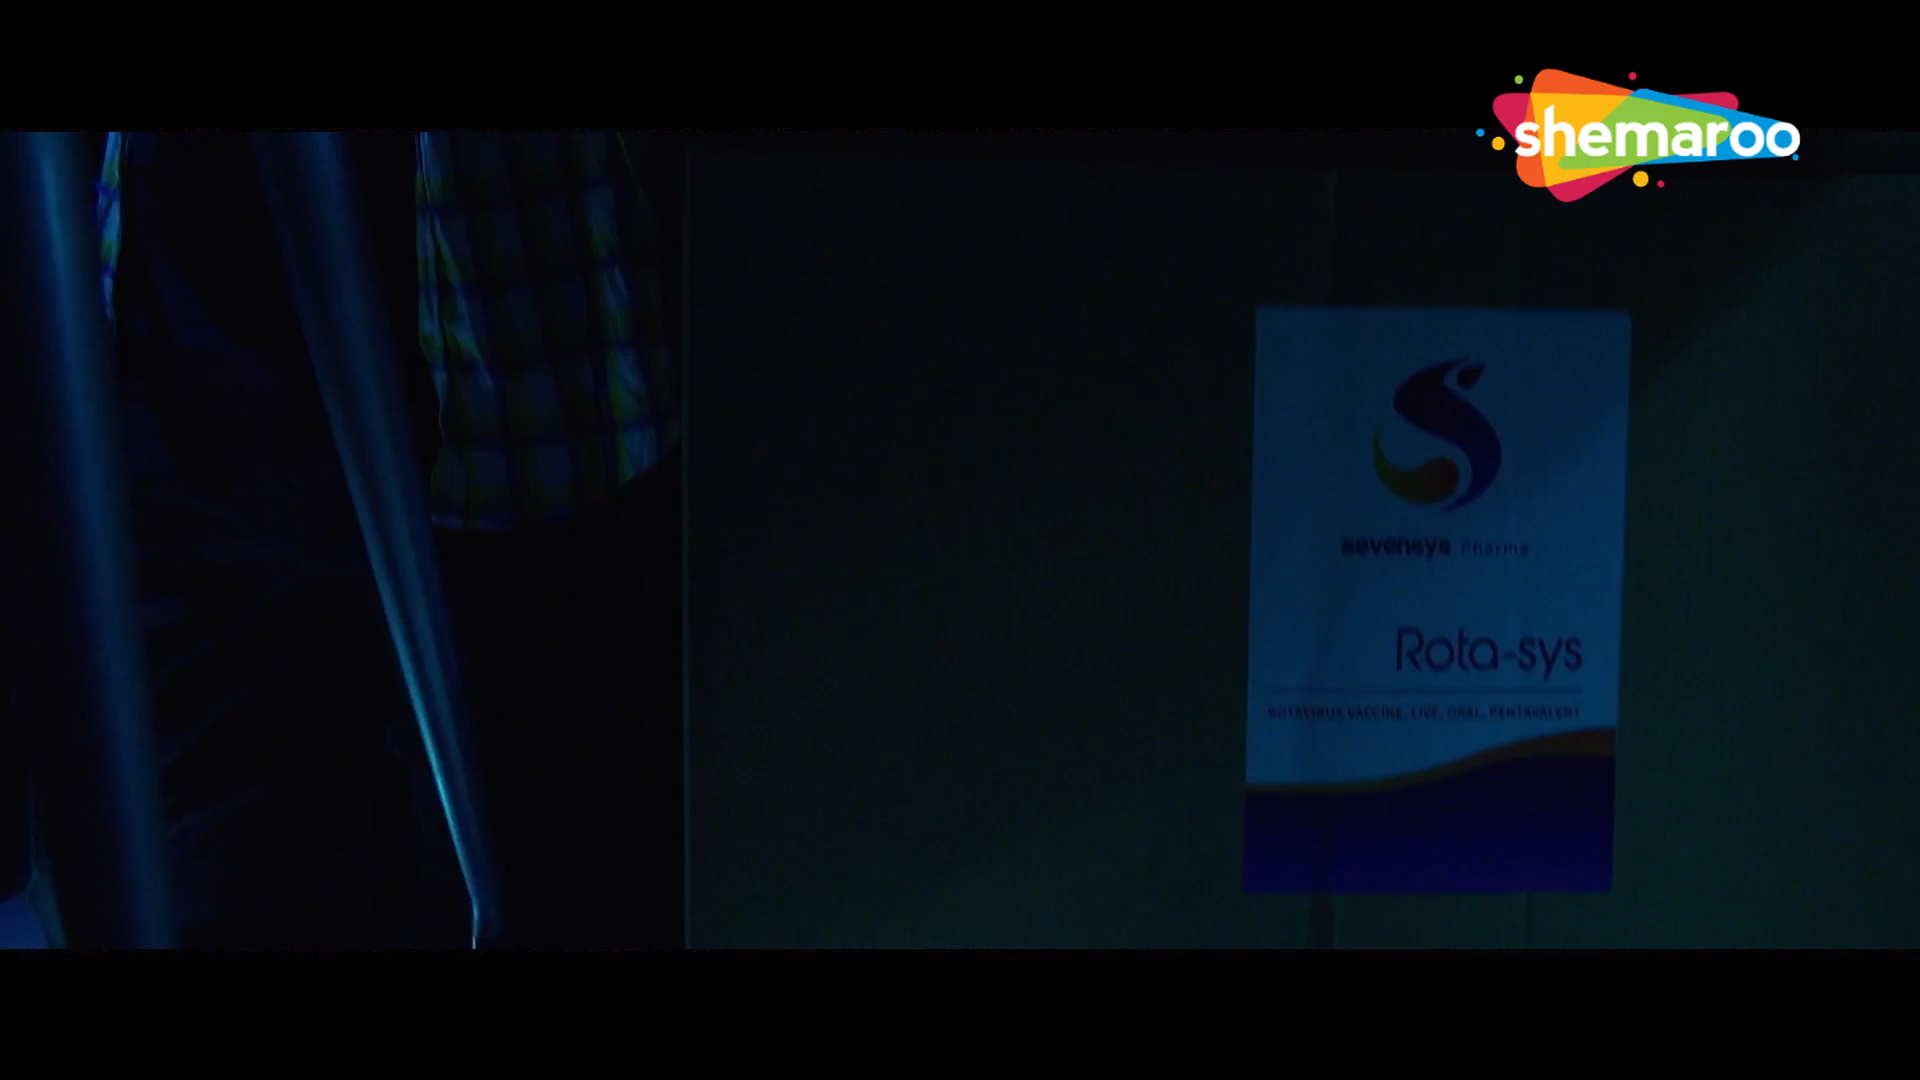 shemaroo
sevensys Pharma
Rota-sys
ROTAVIRUS VACCINE, LIVE, ORAL, PENTAVALENT